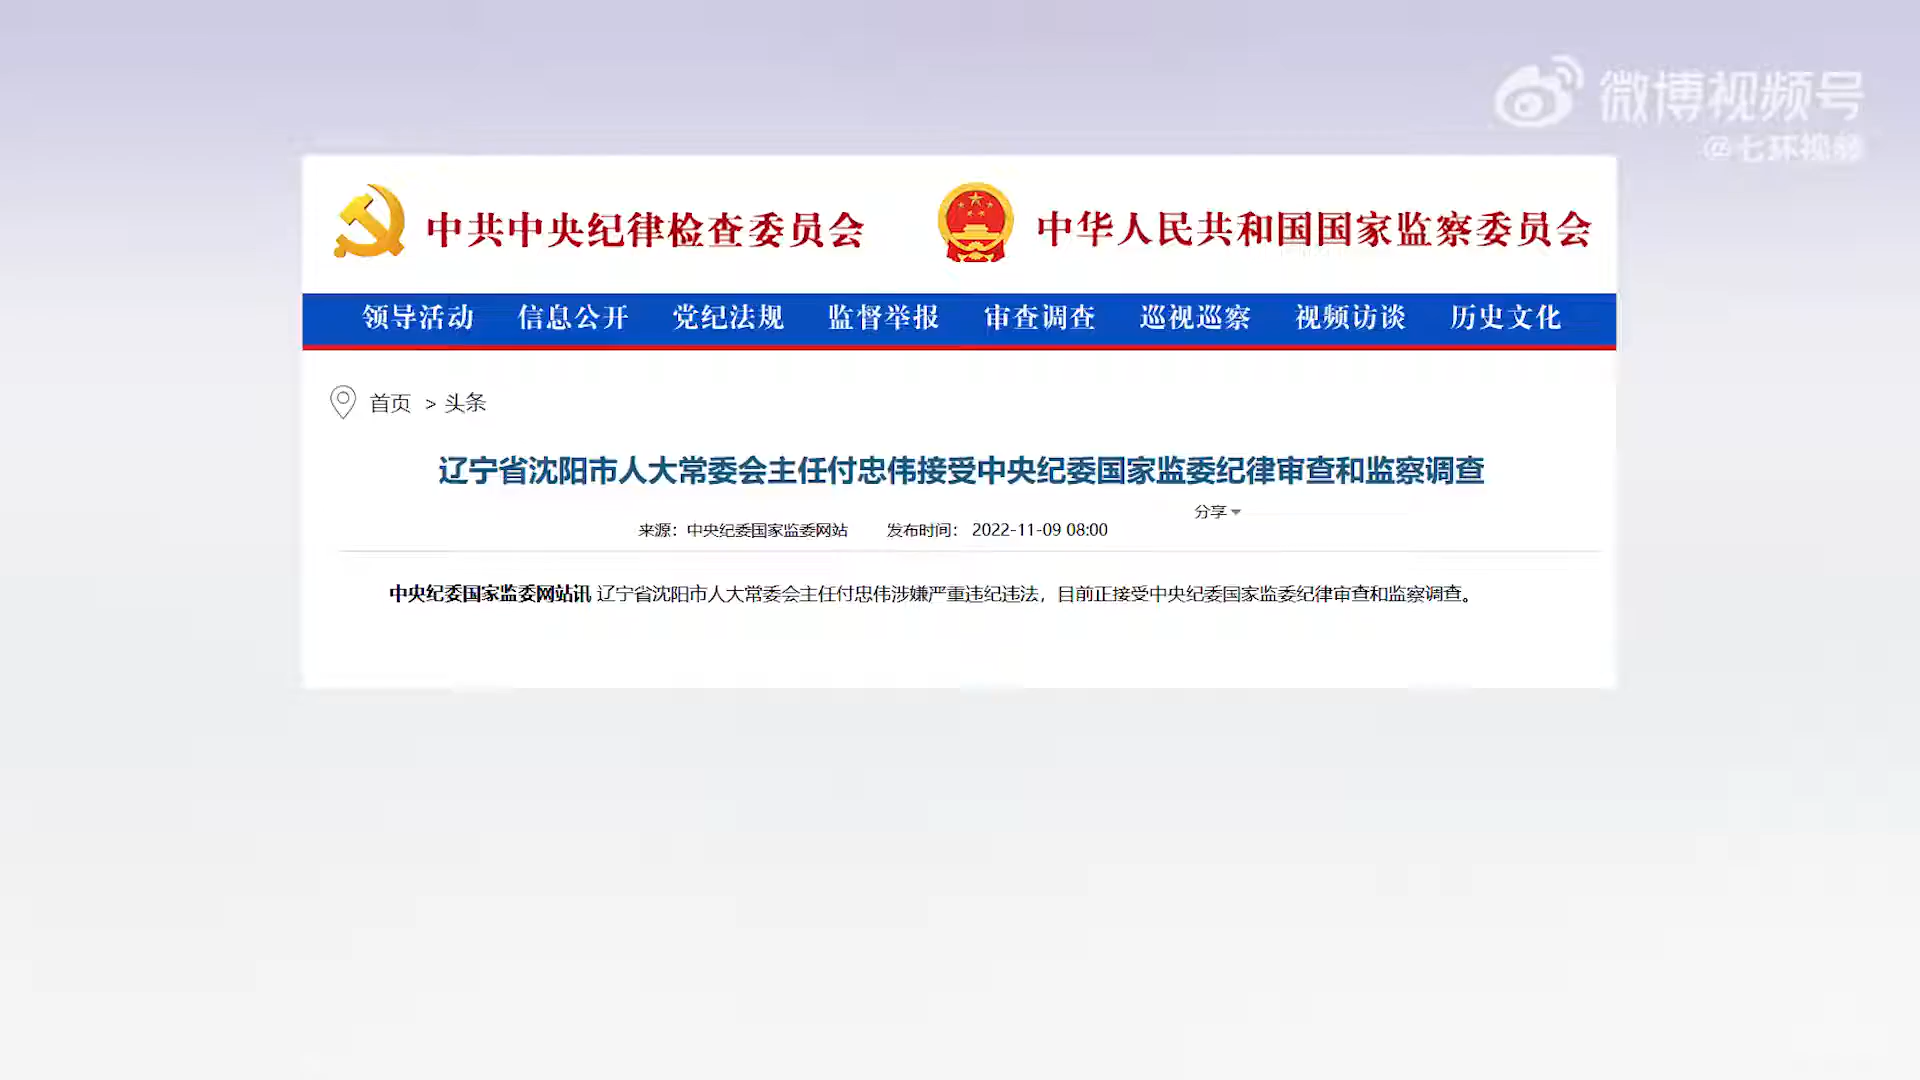 微博视频号
@七环视频
中共中央纪律检查委员会
中华人民共和国国家监察委员会
领导活动 信息公开 党纪法规 监督举报 审查调查 巡视巡察 视频访谈 历史文化
首页 > 头条
辽宁省沈阳市人大常委会主任付忠伟接受中央纪委国家监委纪律审查和监察调查
分享
来源：中央纪委国家监委网站 发布时间： 2022-11-09 08:00
中央纪委国家监委网站讯 辽宁省沈阳市人大常委会主任付忠伟涉嫌严重违纪违法，目前正接受中央纪委国家监委纪律审查和监察调查。